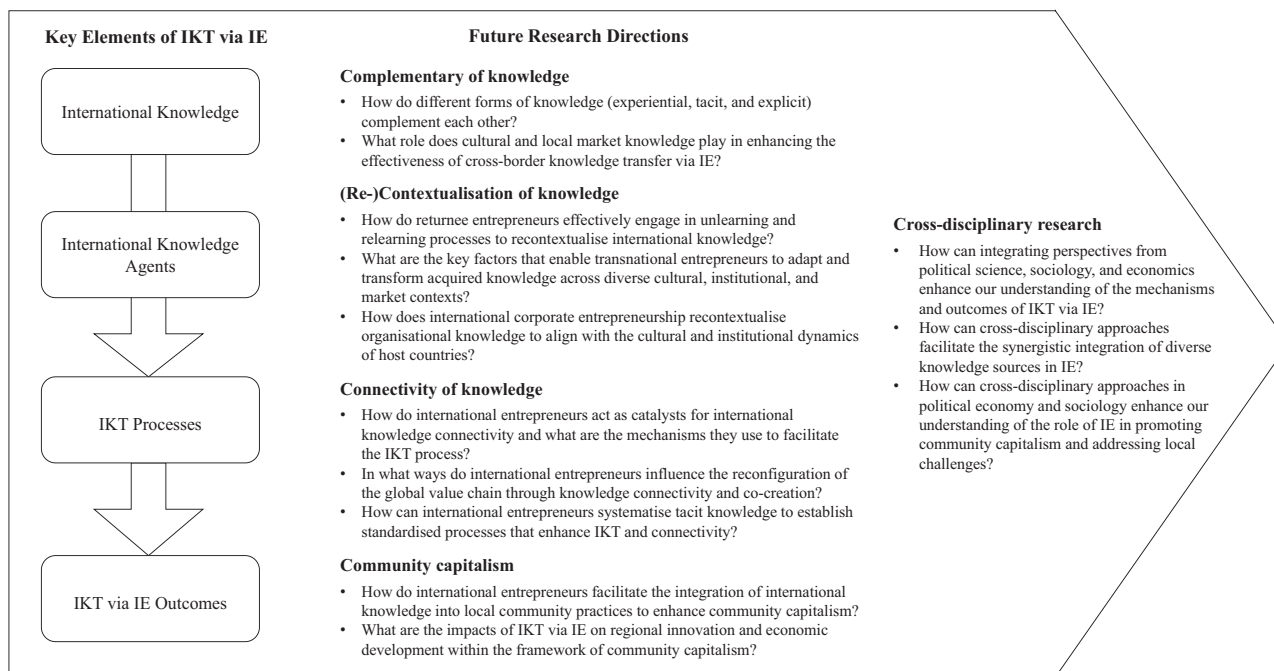 Key Elements of IKT via IE
International Knowledge
International Knowledge
Agents
IKT Processes
IKT via IE Outcomes
Future Research Directions
Complementary of knowledge
• How do different forms of knowledge (experiential, tacit, and explicit)
complement each other?
• What role does cultural and local market knowledge play in enhancing the
effectiveness of cross-border knowledge transfer via IE?
(Re-)Contextualisation of knowledge
• How do returnee entrepreneurs effectively engage in unlearning and
relearning processes to recontextualise international knowledge?
• What are the key factors that enable transnational entrepreneurs to adapt and
transform acquired knowledge across diverse cultural, institutional, and
market contexts?
• How does international corporate entrepreneurship recontextualise
organisational knowledge to align with the cultural and institutional dynamics
of host countries?
Connectivity of knowledge
• How do international entrepreneurs act as catalysts for international
knowledge connectivity and what are the mechanisms they use to facilitate
the IKT process?
• In what ways do international entrepreneurs influence the reconfiguration of
the global value chain through knowledge connectivity and co-creation?
• How can international entrepreneurs systematise tacit knowledge to establish
standardised processes that enhance IKT and connectivity?
Community capitalism
• How do international entrepreneurs facilitate the integration of international
knowledge into local community practices to enhance community capitalism?
• What are the impacts of IKT via IE on regional innovation and economic
development within the framework of community capitalism?
Cross-disciplinary research
• How can integrating perspectives from
political science, sociology, and economics
enhance our understanding of the mechanisms
and outcomes of IKT via IE?
• How can cross-disciplinary approaches
facilitate the synergistic integration of diverse
knowledge sources in IE?
• How can cross-disciplinary approaches in
political economy and sociology enhance our
understanding of the role of IE in promoting
community capitalism and addressing local
challenges?